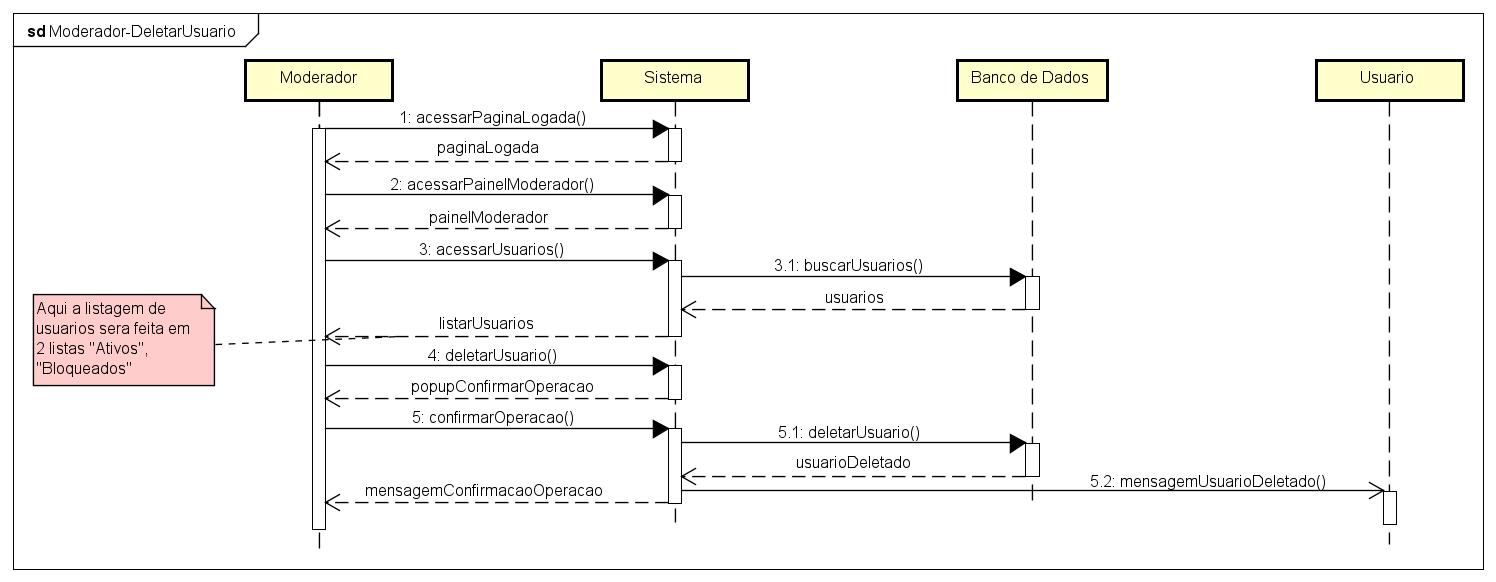 sd Moderador-DeletarUsuario
Moderador
Sistema
Banco de Dados
Usuario
1: acessarPaginaLogada()
paginaLogada
2: acessarPainelModerador()
painelModerador
3: acessarUsuarios()
3.1: buscarUsuarios()
usuarios
Aqui a listagem de
usuarios sera feita em
2 listas "Ativos",
"Bloqueados"
listarUsuarios
4: deletarUsuario()
popupConfirmarOperacao
5: confirmarOperacao()
5.1: deletarUsuario()
usuarioDeletado
5.2: mensagemUsuarioDeletado()
mensagemConfirmacaoOperacao